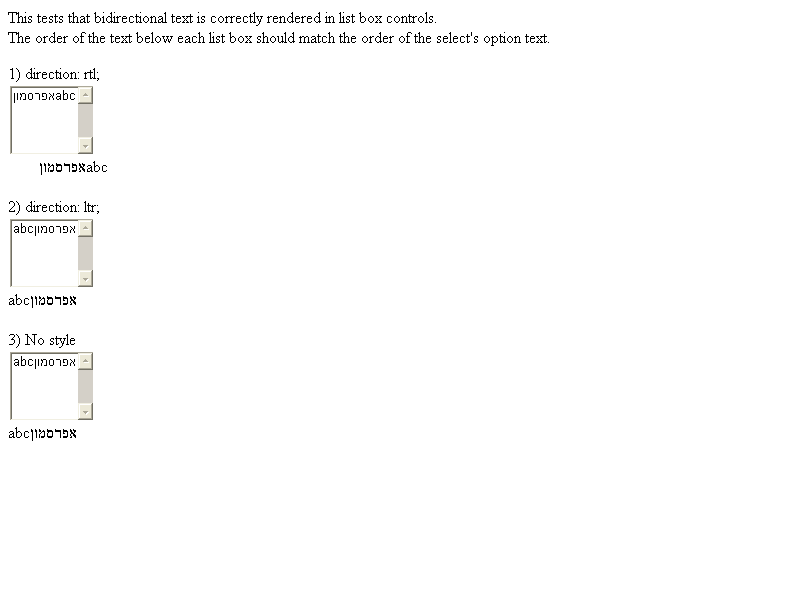 This tests that bidirectional text is correctly rendered in list box controls.
The order of the text below each list box should match the order of the select's option text.
1) direction: rtl;
abcאפרסמון
abcאפרסמון
2) direction: ltr;
abcאפרסמון
abcאפרסמון
3) No style
abcאפרסמון
abcאפרסמון